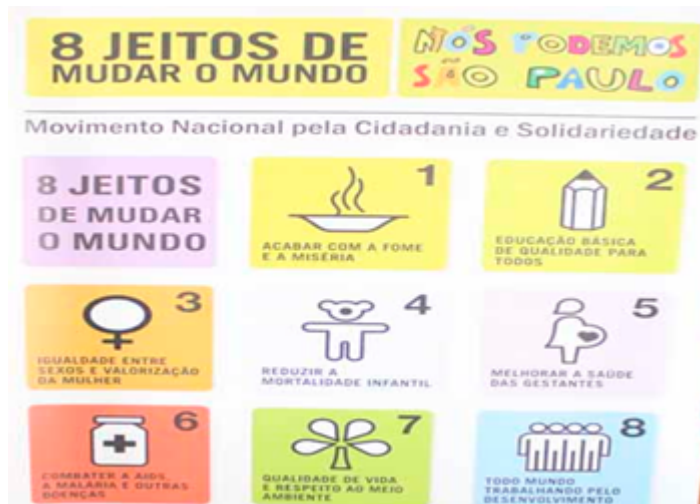 8 JEITOS DE
MUDAR O MUNDO
NÓS PODEMOS
SÃO PAULO
Movimento Nacional pela Cidadania e Solidariedade
8 JEITOS
DE MUDAR
O MUNDO
1
ACABAR COM A FOME
E A MISÉRIA
2
EDUCAÇÃO BÁSICA
DE QUALIDADE PARA
TODOS
3
IGUALDADE ENTRE
SEXOS E VALORIZAÇÃO
DA MULHER
4
REDUZIR A
MORTALIDADE INFANTIL
5
MELHORAR A SAÚDE
DAS GESTANTES
6
COMBATER A AIDS,
A MALÁRIA E OUTRAS
DOENÇAS
7
QUALIDADE DE VIDA
E RESPEITO AO MEIO
AMBIENTE
8
TODO MUNDO
TRABALHANDO PELO
DESENVOLVIMENTO